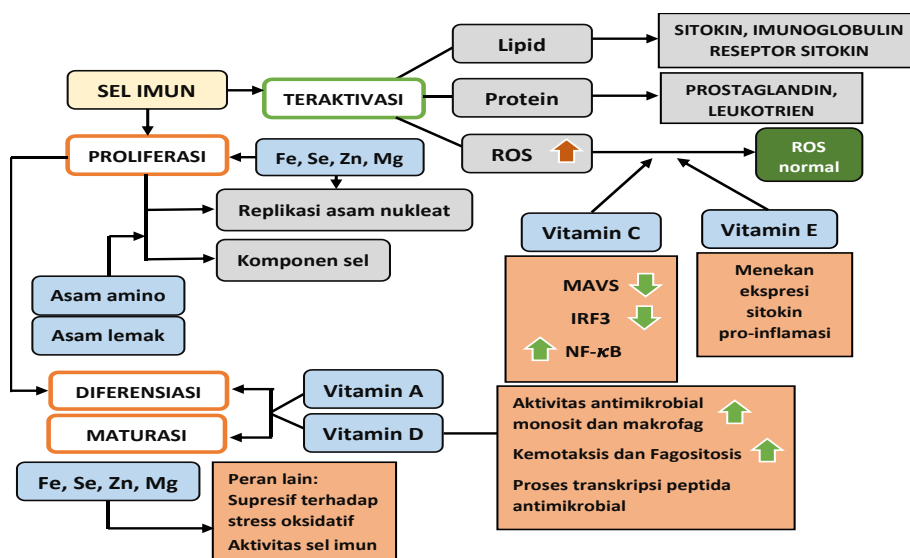 Lipid
SITOKIN, IMUNOGLOBULIN
RESEPTOR SITOKIN
SEL IMUN
TERAKTIVASI
Protein
PROSTAGLANDIN,
LEUKOTRIEN
PROLIFERASI
Fe, Se, Zn, Mg
ROS
ROS
normal
Replikasi asam nukleat
Komponen sel
Asam amino
Asam lemak
Vitamin C
Vitamin E
MAVS
IRF3
NF-κB
Menekan
ekspresi
sitokin
pro-inflamasi
DIFERENSIASI
MATURASI
Vitamin A
Vitamin D
Aktivitas antimikrobial
monosit dan makrofag
Kemotaksis dan Fagositosis
Proses transkripsi peptida
antimikrobial
Fe, Se, Zn, Mg
Peran lain:
Supresif terhadap
stress oksidatif
Aktivitas sel imun